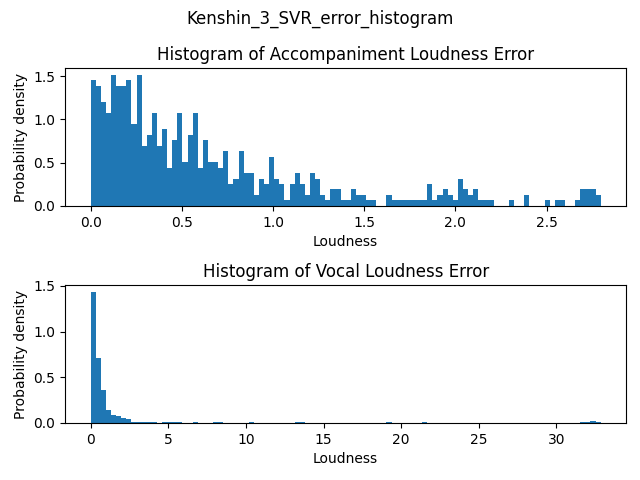 Kenshin_3_SVR_error_histogram
Histogram of Accompaniment Loudness Error
Probability density
1.5
1.0
0.5
0.0
0.0 0.5 1.0 1.5 2.0 2.5
Loudness
Histogram of Vocal Loudness Error
Probability density
1.5
1.0
0.5
0.0
0 5 10 15 20 25 30
Loudness